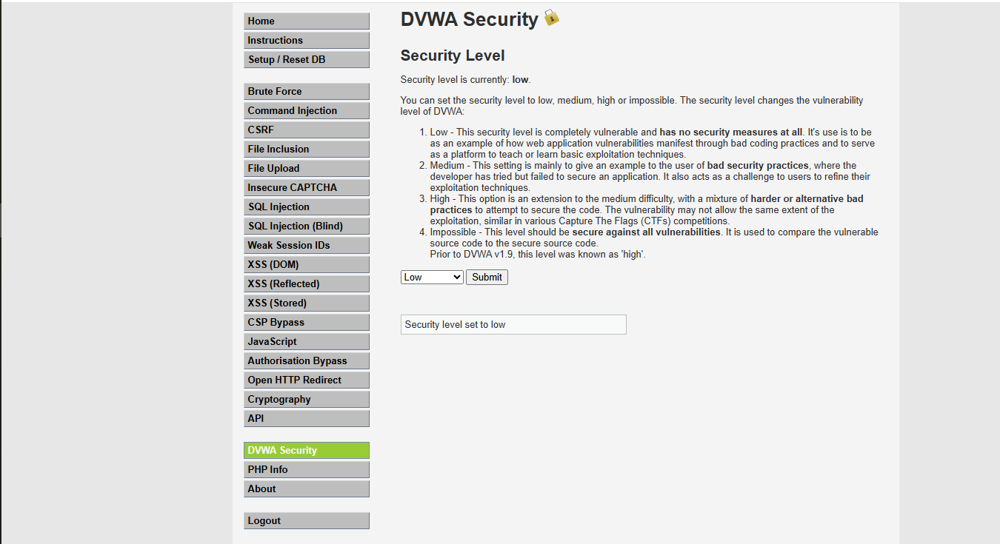 Home
Instructions
Setup / Reset DB
Brute Force
Command Injection
CSRF
File Inclusion
File Upload
Insecure CAPTCHA
SQL Injection
SQL Injection (Blind)
Weak Session IDs
XSS (DOM)
XSS (Reflected)
XSS (Stored)
CSP Bypass
JavaScript
Authorisation Bypass
Open HTTP Redirect
Cryptography
API
DVWA Security
PHP Info
About
Logout
DVWA Security
Security Level
Security level is currently: low.
You can set the security level to low, medium, high or impossible. The security level changes the vulnerability
level of DVWA:
1. Low - This security level is completely vulnerable and has no security measures at all. It's use is to be
as an example of how web application vulnerabilities manifest through bad coding practices and to serve
as a platform to teach or learn basic exploitation techniques.
2. Medium - This setting is mainly to give an example to the user of bad security practices, where the
developer has tried but failed to secure an application. It also acts as a challenge to users to refine their
exploitation techniques.
3. High - This option is an extension to the medium difficulty, with a mixture of harder or alternative bad
practices to attempt to secure the code. The vulnerability may not allow the same extent of the
exploitation, similar in various Capture The Flags (CTFs) competitions.
4. Impossible - This level should be secure against all vulnerabilities. It is used to compare the vulnerable
source code to the secure source code.
Prior to DVWA v1.9, this level was known as 'high'.
Low Submit
Security level set to low